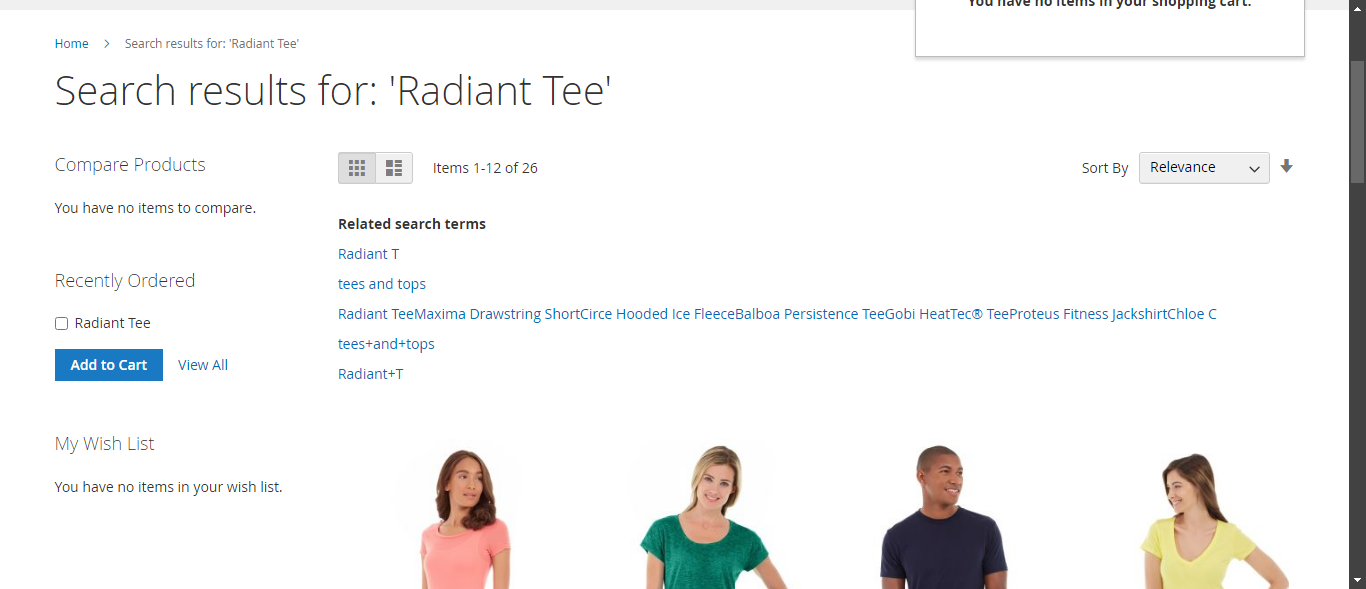 You have no items in your shopping cart.
Home > Search results for: 'Radiant Tee'
Search results for: 'Radiant Tee'
Compare Products
You have no items to compare.
Recently Ordered
Radiant Tee
Add to Cart View All
My Wish List
You have no items in your wish list.
Items 1-12 of 26
Sort By Relevance
Related search terms
Radiant T
tees and tops
Radiant TeeMaxima Drawstring ShortCirce Hooded Ice FleeceBalboa Persistence TeeGobi HeatTec® TeeProteus Fitness JackshirtChloe C
tees+and+tops
Radiant+T